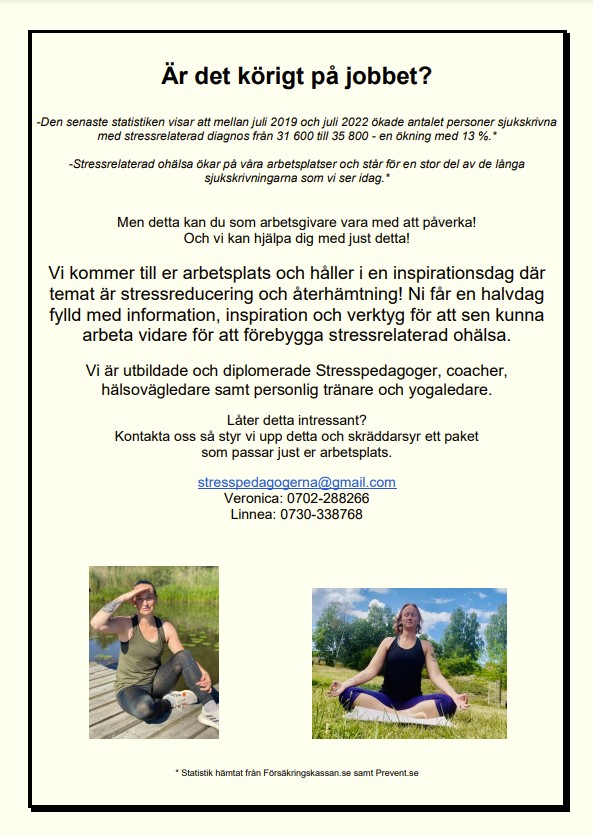 Är det körigt på jobbet?
-Den senaste statistiken visar att mellan juli 2019 och juli 2022 ökade antalet personer sjukskrivna
med stressrelaterad diagnos från 31 600 till 35 800 - en ökning med 13 %.*
-Stressrelaterad ohälsa ökar på våra arbetsplatser och står för en stor del av de långa
sjukskrivningarna som vi ser idag.*
Men detta kan du som arbetsgivare vara med att påverka!
Och vi kan hjälpa dig med just detta!
Vi kommer till er arbetsplats och håller i en inspirationsdag där
temat är stressreducering och återhämtning! Ni får en halvdag
fylld med information, inspiration och verktyg för att sen kunna
arbeta vidare för att förebygga stressrelaterad ohälsa.
Vi är utbildade och diplomerade Stresspedagoger, coacher,
hälsovägledare samt personlig tränare och yogaledare.
Låter detta intressant?
Kontakta oss så styr vi upp detta och skräddarsyr ett paket
som passar just er arbetsplats.
stresspedagogerna@gmail.com
Veronica: 0702-288266
Linnea: 0730-338768
* Statistik hämtat från Försäkringskassan.se samt Prevent.se